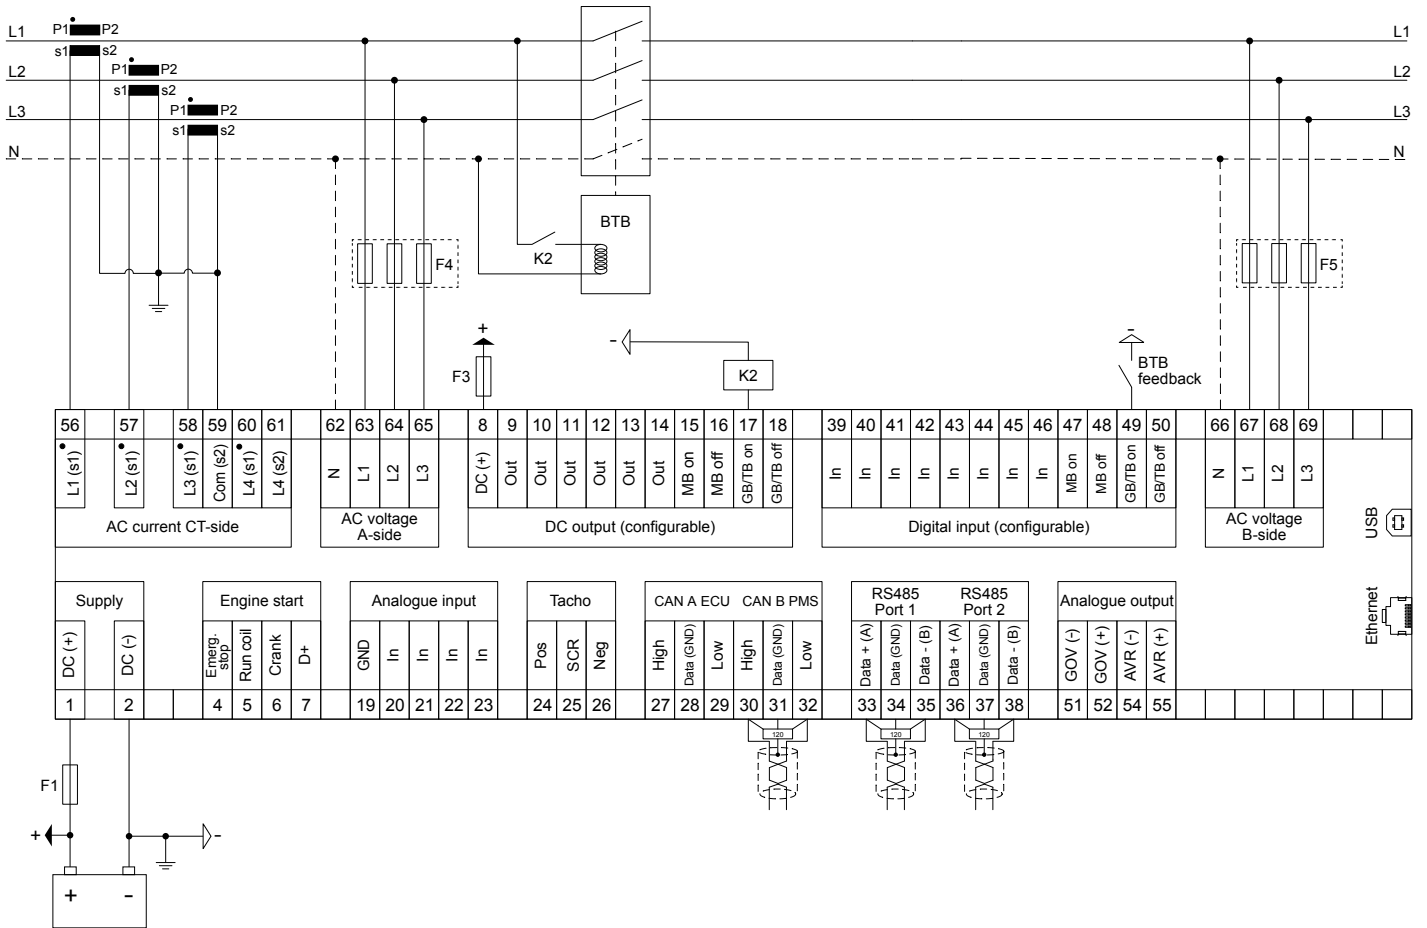 L1 P1 P2 L1
s1 s2
L2 P1 P2 L2
s1 s2
L3 P1 P2 L3
s1 s2
N N
BTB
K2
F4
F5
+
-
-
F3
K2
BTB
feedback
56 57 58 59 60 61 62 63 64 65 8 9 10 11 12 13 14 15 16 17 18 39 40 41 42 43 44 45 46 47 48 49 50 66 67 68 69
L1 (s1)
L2 (s1)
L3 (s1)
Com (s2)
L4 (s1)
L4 (s2)
N
L1
L2
L3
DC (+)
Out
Out
Out
Out
Out
Out
MB on
MB off
GB/TB on
GB/TB off
In
In
In
In
In
In
In
In
MB on
MB off
GB/TB on
GB/TB off
N
L1
L2
L3
AC current CT-side
AC voltage
A-side
DC output (configurable)
Digital input (configurable)
AC voltage
B-side
USB
Ethernet
Supply
Engine start
Analogue input
Tacho
CAN A ECU
CAN B PMS
RS485
Port 1
RS485
Port 2
Analogue output
DC (+)
DC (-)
Emerg.
stop
Run coil
Crank
D+
GND
In
In
In
In
Pos
SCR
Neg
High
Data (GND)
Low
High
Data (GND)
Low
Data + (A)
Data (GND)
Data - (B)
Data + (A)
Data (GND)
Data - (B)
GOV (-)
GOV (+)
AVR (-)
AVR (+)
1 2 4 5 6 7 19 20 21 22 23 24 25 26 27 28 29 30 31 32 33 34 35 36 37 38 51 52 54 55
120 120 120
F1
+
-
+ -